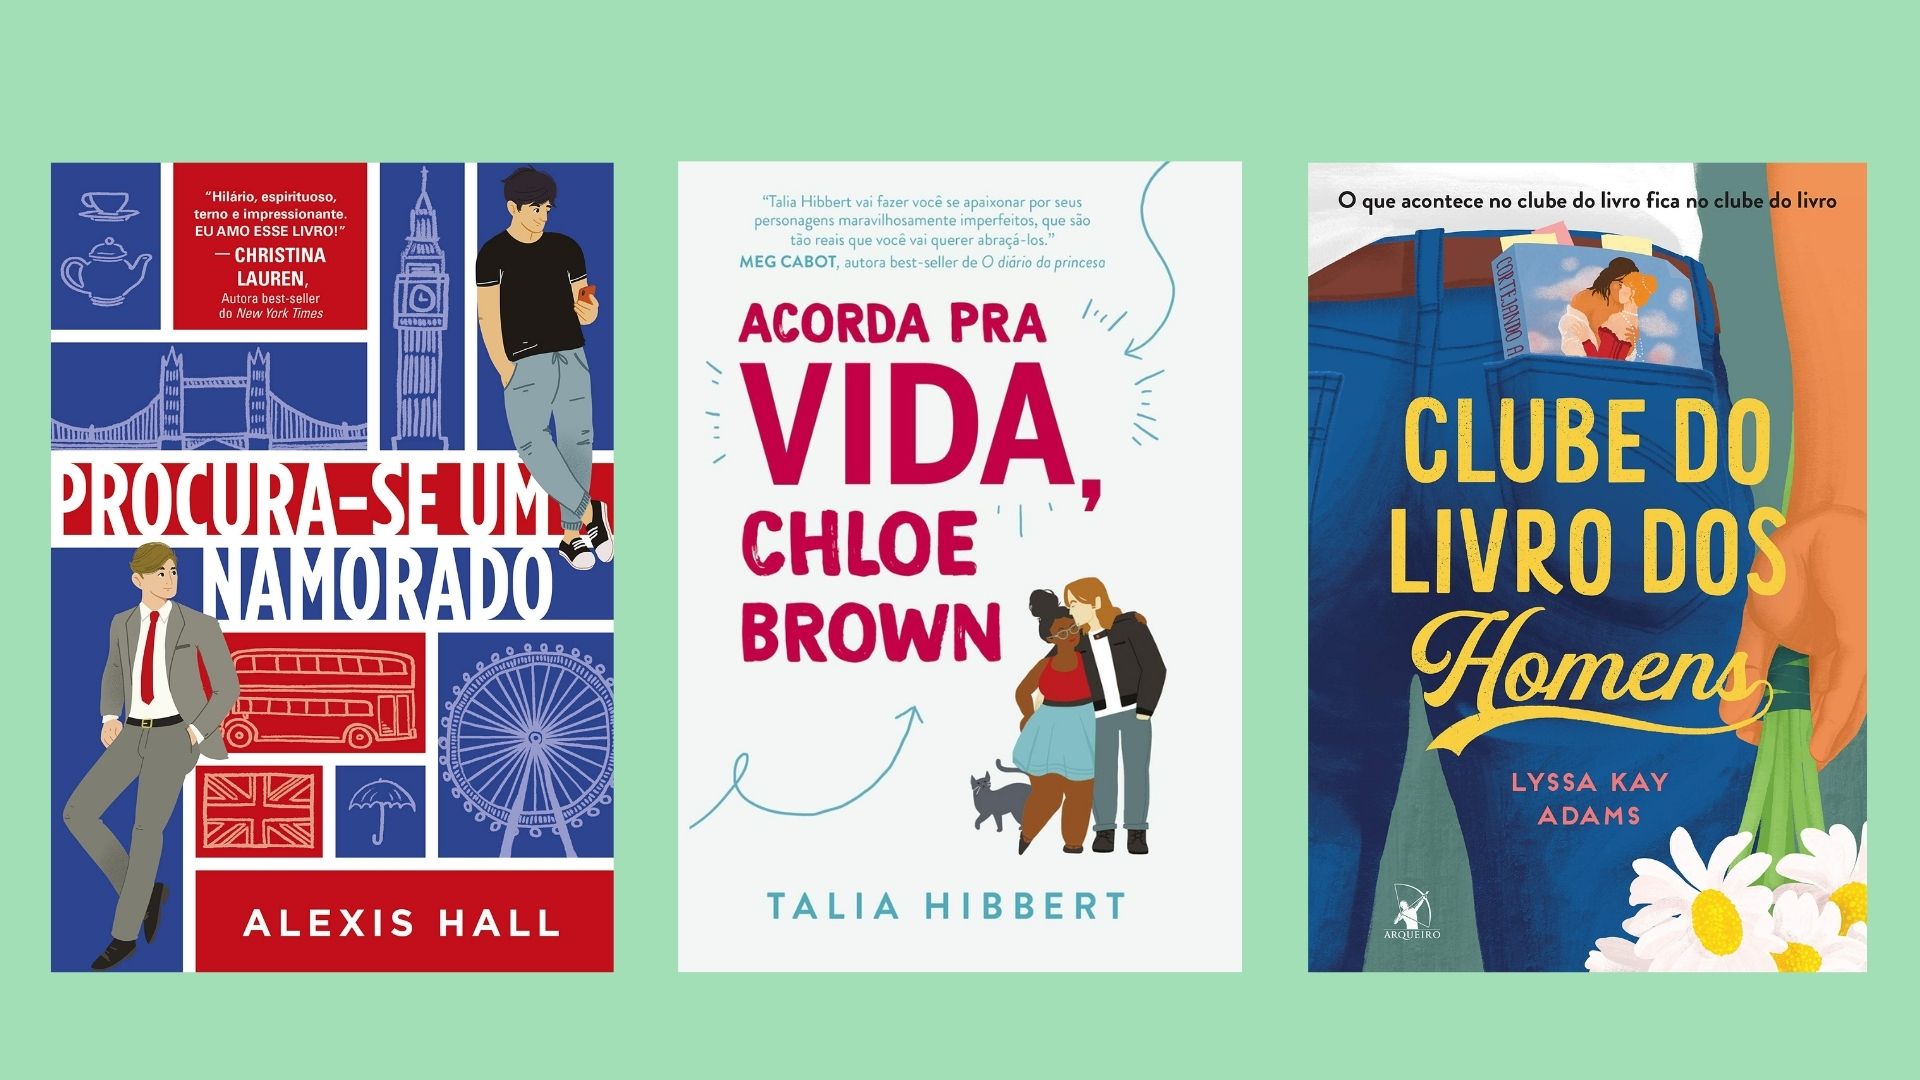 “Hilário, espirituoso,
terno e impressionante.
EU AMO ESSE LIVRO!”
— CHRISTINA
LAUREN,
Autora best-seller
do New York Times
PROCURA-SE UM
NAMORADO
ALEXIS HALL
“Talia Hibbert vai fazer você se apaixonar por seus
personagens maravilhosamente imperfeitos, que são
tão reais que você vai querer abraçá-los.”
MEG CABOT, autora best-seller de O diário da princesa
ACORDA PRA
VIDA,
CHLOE
BROWN
TALIA HIBBERT
O que acontece no clube do livro fica no clube do livro
CORTEJANDO A
CLUBE DO
LIVRO DOS
Homens
LYSSA KAY
ADAMS
ARQUEIRO